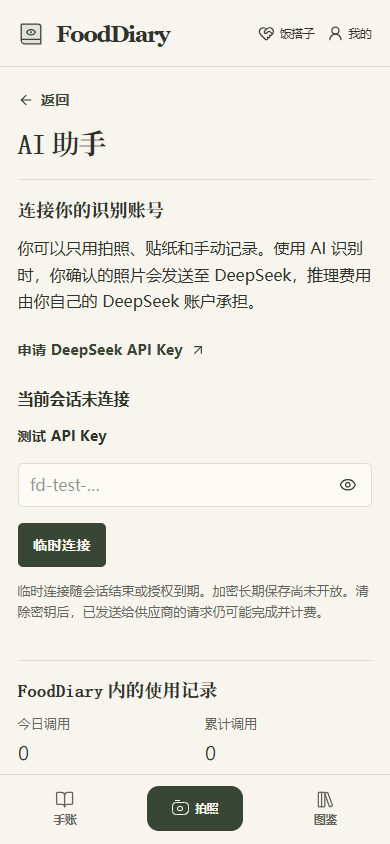 FoodDiary
饭搭子
我的
返回
AI 助手
连接你的识别账号
你可以只用拍照、贴纸和手动记录。使用 AI 识别
时，你确认的照片会发送至 DeepSeek，推理费用
由你自己的 DeepSeek 账户承担。
申请 DeepSeek API Key
当前会话未连接
测试 API Key
fd-test-...
临时连接
临时连接随会话结束或授权到期。加密长期保存尚未开放。清
除密钥后，已发送给供应商的请求仍可能完成并计费。
FoodDiary 内的使用记录
今日调用
累计调用
0
0
手账
拍照
图鉴